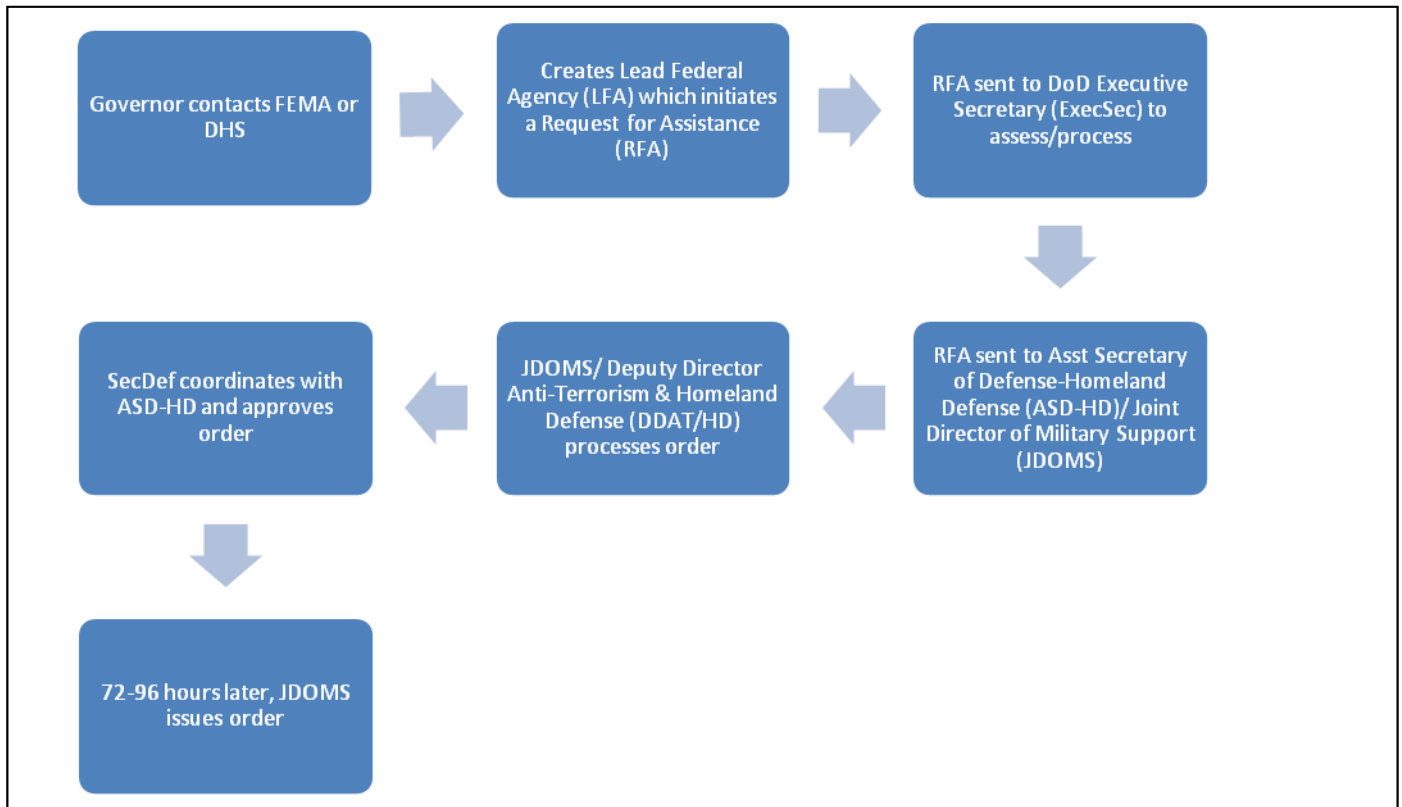 Governor contacts FEMA or
DHS
Creates Lead Federal
Agency (LFA) which initiates
a Request for Assistance
(RFA)
RFA sent to DoD Executive
Secretary (ExecSec) to
assess/process
RFA sent to Asst Secretary
of Defense-Homeland
Defense (ASD-HD)/ Joint
Director of Military Support
(JDOMS)
JDOMS/ Deputy Director
Anti-Terrorism & Homeland
Defense (DDAT/HD)
processes order
SecDef coordinates with
ASD-HD and approves
order
72-96 hours later, JDOMS
issues order